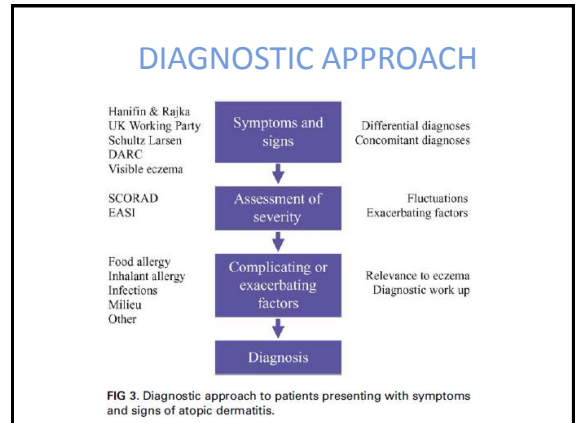 DIAGNOSTIC APPROACH
Hanifin & Rajka
UK Working Party
Schultz Larsen
DARC
Visible eczema
Symptoms and
signs
Differential diagnoses
Concomitant diagnoses
SCORAD
EASI
Assessment of
severity
Fluctuations
Exacerbating factors
Food allergy
Inhalant allergy
Infections
Milieu
Other
Complicating or
exacerbating
factors
Relevance to eczema
Diagnostic work up
Diagnosis
FIG 3. Diagnostic approach to patients presenting with symptoms
and signs of atopic dermatitis.